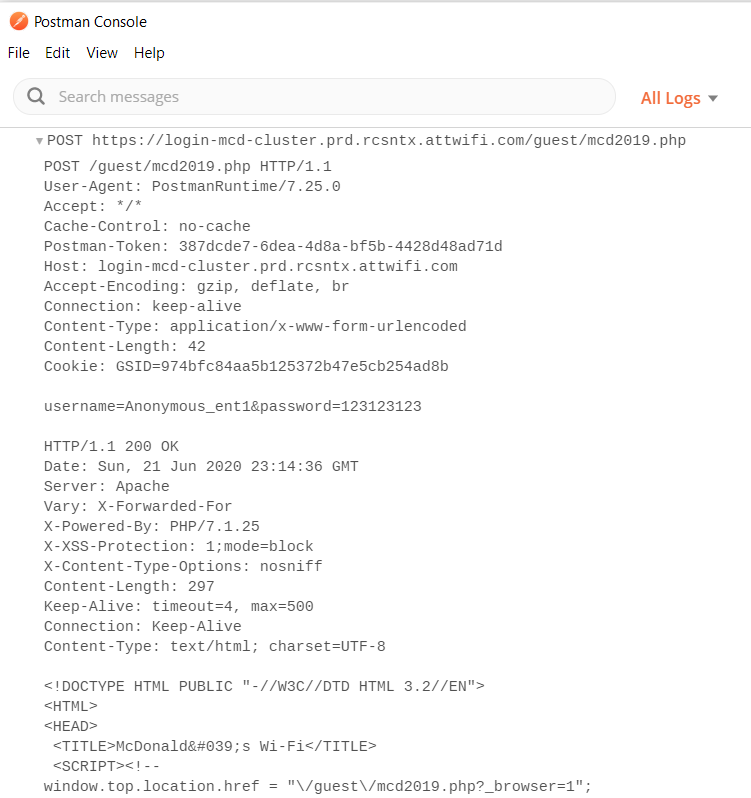 Postman Console
File Edit View Help
Search messages
All Logs
POST https://login-mcd-cluster.prd.rcsntx.attwifi.com/guest/mcd2019.php
POST /guest/mcd2019.php HTTP/1.1
User-Agent: PostmanRuntime/7.25.0
Accept: */*
Cache-Control: no-cache
Postman-Token: 387dcde7-6dea-4d8a-bf5b-4428d48ad71d
Host: login-mcd-cluster.prd.rcsntx.attwifi.com
Accept-Encoding: gzip, deflate, br
Connection: keep-alive
Content-Type: application/x-www-form-urlencoded
Content-Length: 42
Cookie: GSID=974bfc84aa5b125372b47e5cb254ad8b
username=Anonymous_ent1&password=123123123
HTTP/1.1 200 OK
Date: Sun, 21 Jun 2020 23:14:36 GMT
Server: Apache
Vary: X-Forwarded-For
X-Powered-By: PHP/7.1.25
X-XSS-Protection: 1;mode=block
X-Content-Type-Options: nosniff
Content-Length: 297
Keep-Alive: timeout=4, max=500
Connection: Keep-Alive
Content-Type: text/html; charset=UTF-8
<!DOCTYPE HTML PUBLIC "-//W3C//DTD HTML 3.2//EN">
<HTML>
<HEAD>
<TITLE>McDonald&#039;s Wi-Fi</TITLE>
<SCRIPT><!--
window.top.location.href = "\/guest\/mcd2019.php?_browser=1";